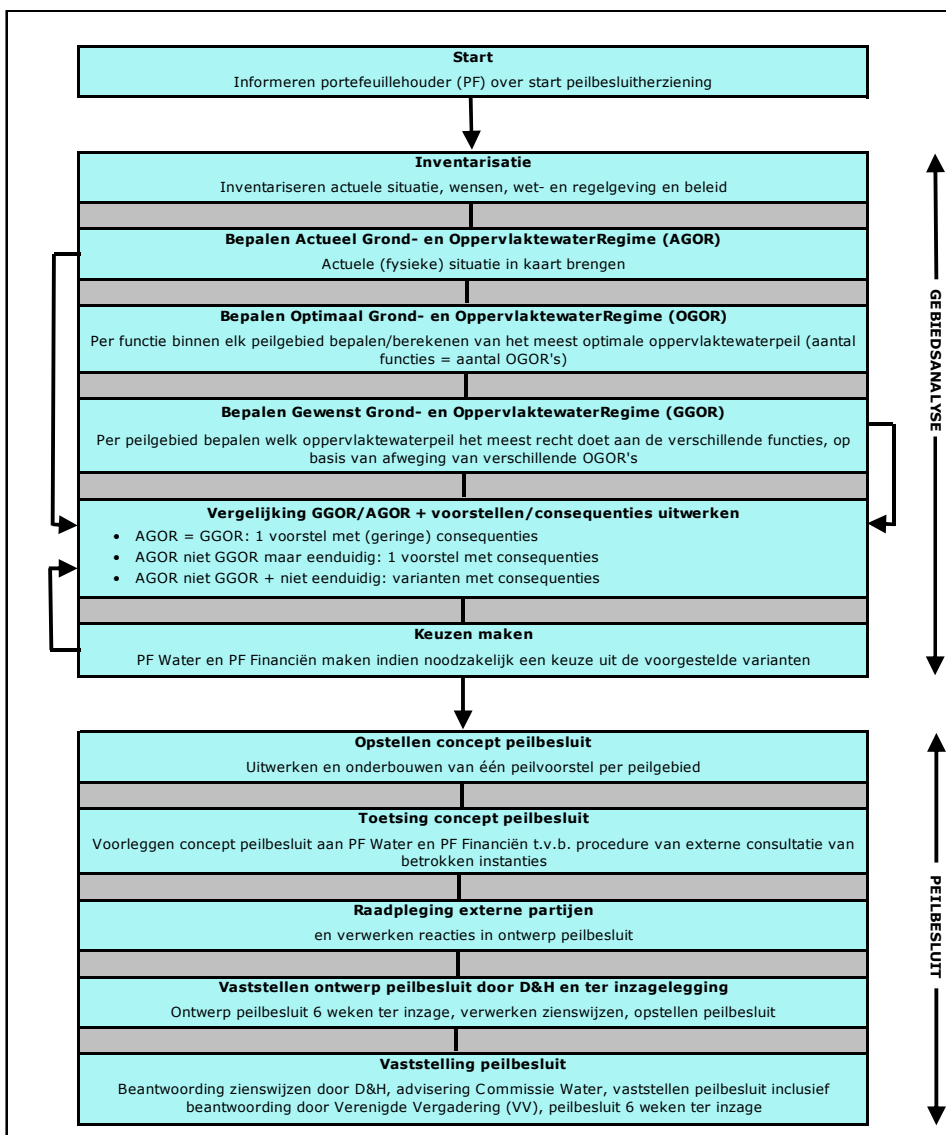 Start
Informeren portefeuillehouder (PF) over start peilbesluitherziening
Inventarisatie
Inventariseren actuele situatie, wensen, wet- en regelgeving en beleid
Bepalen Actueel Grond- en OppervlaktewaterRegime (AGOR)
Actuele (fysieke) situatie in kaart brengen
Bepalen Optimaal Grond- en OppervlaktewaterRegime (OGOR)
Per functie binnen elk peilgebied bepalen/berekenen van het meest optimale oppervlaktewaterpeil (aantal
functies = aantal OGOR's)
Bepalen Gewenst Grond- en OppervlaktewaterRegime (GGOR)
Per peilgebied bepalen welk oppervlaktewaterpeil het meest recht doet aan de verschillende functies, op
basis van afweging van verschillende OGOR's
Vergelijking GGOR/AGOR + voorstellen/consequenties uitwerken
• AGOR = GGOR: 1 voorstel met (geringe) consequenties
• AGOR niet GGOR maar eenduidig: 1 voorstel met consequenties
• AGOR niet GGOR + niet eenduidig: varianten met consequenties
Keuzen maken
PF Water en PF Financiën maken indien noodzakelijk een keuze uit de voorgestelde varianten
GEBIEDSANALYSE
Opstellen concept peilbesluit
Uitwerken en onderbouwen van één peilvoorstel per peilgebied
Toetsing concept peilbesluit
Voorleggen concept peilbesluit aan PF Water en PF Financiën t.v.b. procedure van externe consultatie van
betrokken instanties
Raadpleging externe partijen
en verwerken reacties in ontwerp peilbesluit
Vaststellen ontwerp peilbesluit door D&H en ter inzagelegging
Ontwerp peilbesluit 6 weken ter inzage, verwerken zienswijzen, opstellen peilbesluit
Vaststelling peilbesluit
Beantwoording zienswijzen door D&H, advisering Commissie Water, vaststellen peilbesluit inclusief
beantwoording door Verenigde Vergadering (VV), peilbesluit 6 weken ter inzage
PEILBESLUIT